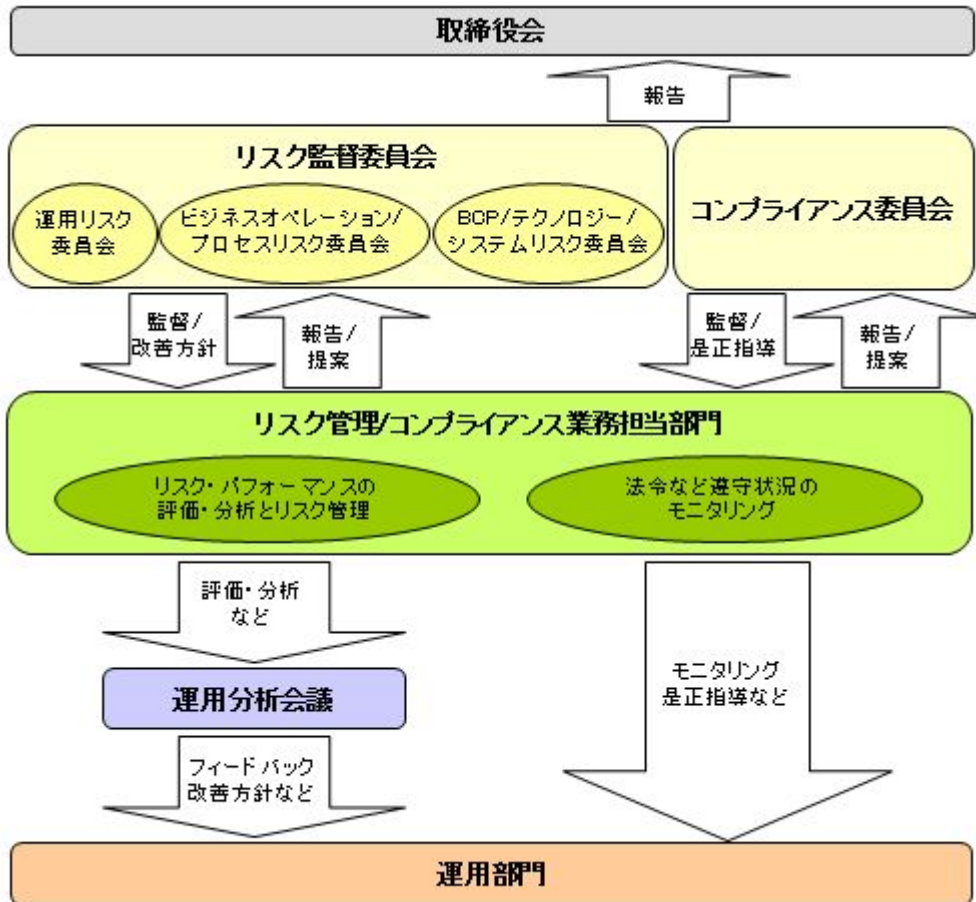 取締役会
報告
リスク監督委員会
運用リスク
委員会
ビジネスオペレーション/
プロセスリスク委員会
BCP/テクノロジー/
システムリスク委員会
コンプライアンス委員会
監督/
改善方針
報告/
提案
監督/
是正指導
報告/
提案
リスク管理/コンプライアンス業務担当部門
リスク・パフォーマンスの
評価・分析とリスク管理
法令など遵守状況の
モニタリング
評価・分析
など
運用分析会議
モニタリング
是正指導など
フィードバック
改善方針など
運用部門